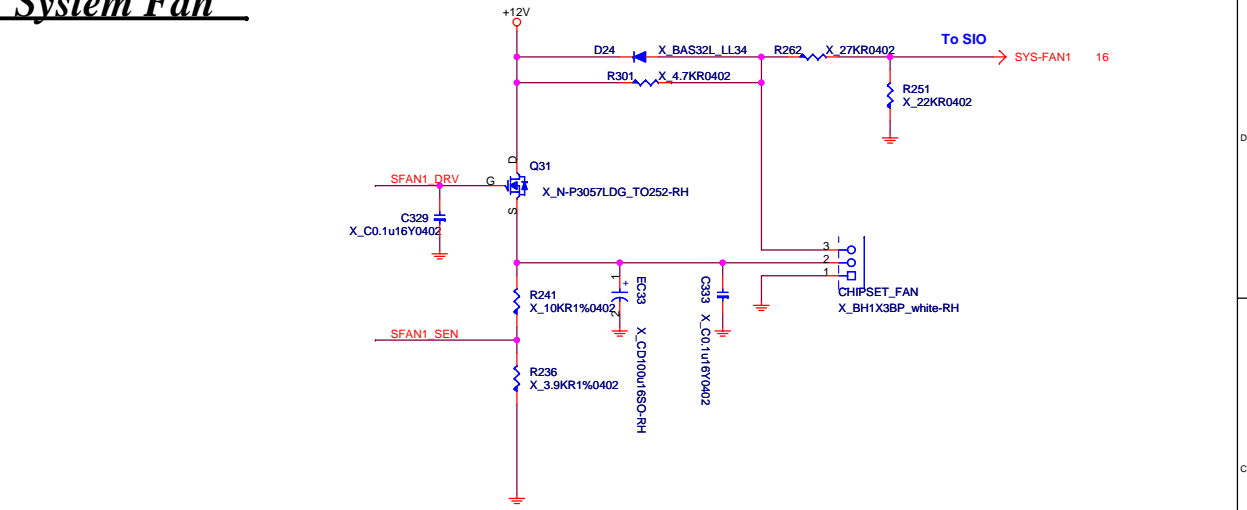 System Fan
+12V
D24
X_BAS32L_LL34
R262
X_27KR0402
To SIO
SYS-FAN1
16
R301
X_4.7KR0402
R251
X_22KR0402
D
D
Q31
SFAN1_DRV
G
X_N-P3057LDG_TO252-RH
S
C329
X_C0.1u16Y0402
3
2
1
CHIPSET_FAN
X_BH1X3BP_white-RH
R241
X_10KR1%0402
1
+
2
EC33
X_CD100u16SO-RH
C333
X_C0.1u16Y0402
SFAN1_SEN
R236
X_3.9KR1%0402
C